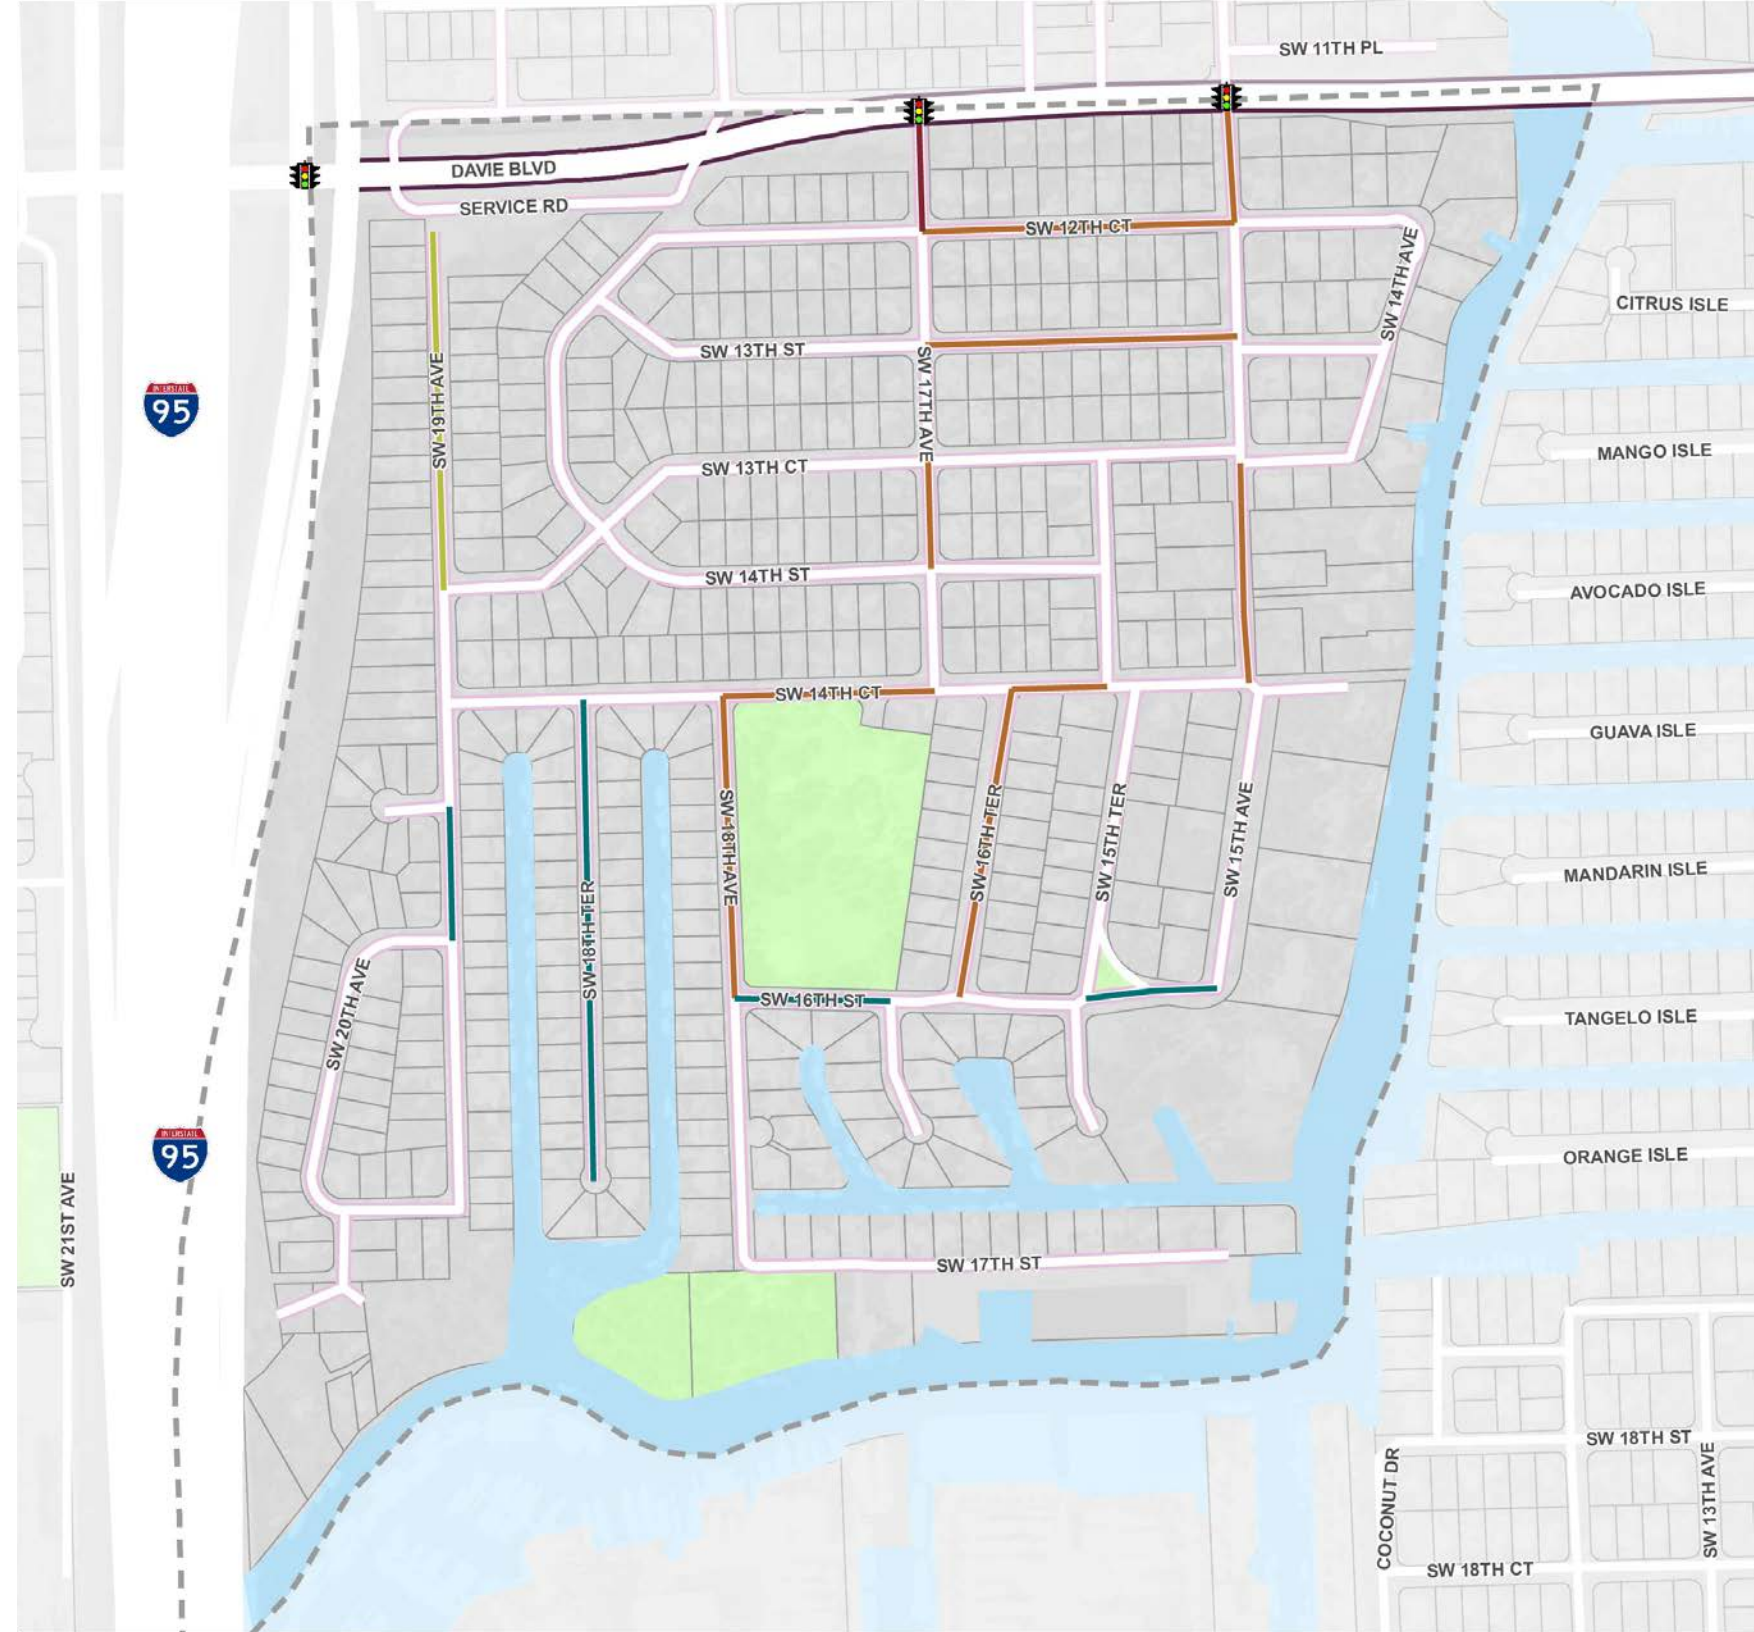 SW 11TH PL
DAVIE BLVD
SERVICE RD
SW 12TH CT
SW 14TH AVE
CITRUS ISLE
SW 13TH ST
SW 17TH AVE
SW 19TH AVE
INTERSTATE
95
MANGO ISLE
SW 13TH CT
SW 14TH ST
AVOCADO ISLE
SW 14TH CT
GUAVA ISLE
SW 18TH AVE
SW 16TH TER
SW 15TH TER
SW 15TH AVE
MANDARIN ISLE
SW 18TH TER
SW 20TH AVE
SW 16TH ST
TANGELO ISLE
INTERSTATE
95
ORANGE ISLE
SW 21ST AVE
SW 17TH ST
SW 18TH ST
COCONUT DR
SW 13TH AVE
SW 18TH CT